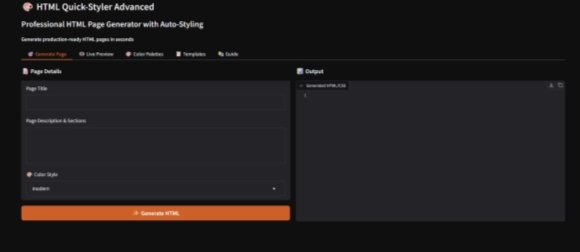 HTML Quick-Styler Advanced
Professional HTML Page Generator with Auto-Styling
Generate production-ready HTML pages in seconds
Generate Page Live Preview Color Palettes Templates Guide
Page Details
Page Title
Page Description & Sections
Color Style
modern
Generate HTML
Output
Generated HTML/CSS
1